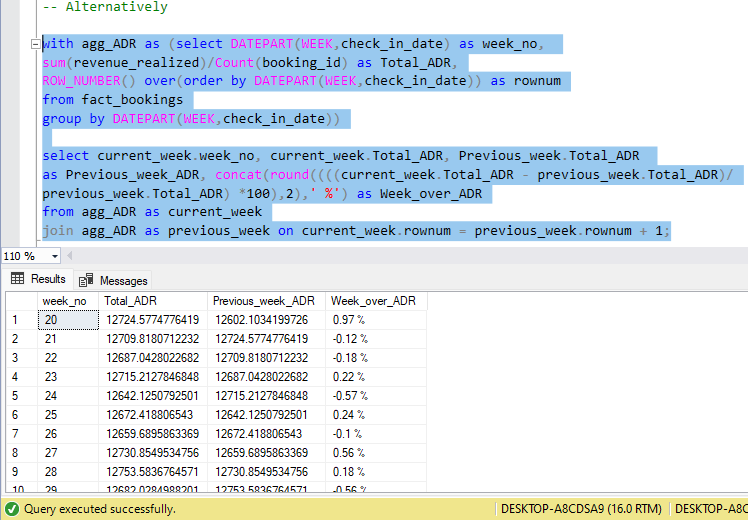 -- Alternatively
with agg_ADR as (select DATEPART(WEEK,check_in_date) as week_no,
sum(revenue_realized)/Count(booking_id) as Total_ADR,
ROW_NUMBER() over(order by DATEPART(WEEK,check_in_date)) as rownum
from fact_bookings
group by DATEPART(WEEK,check_in_date))
select current_week.week_no, current_week.Total_ADR, Previous_week.Total_ADR
as Previous_week_ADR, concat(round((((current_week.Total_ADR - previous_week.Total_ADR)/
previous_week.Total_ADR) *100),2),' %') as Week_over_ADR
from agg_ADR as current_week
join agg_ADR as previous_week on current_week.rownum = previous_week.rownum + 1;
110 %
Results Messages
week_no Total_ADR Previous_week_ADR Week_over_ADR
1 20 12724.5774776419 12602.1034199726 0.97 %
2 21 12709.8180712232 12724.5774776419 -0.12 %
3 22 12687.0428022682 12709.8180712232 -0.18 %
4 23 12715.2127846848 12687.0428022682 0.22 %
5 24 12642.1250792501 12715.2127846848 -0.57 %
6 25 12672.418806543 12642.1250792501 0.24 %
7 26 12659.6895863369 12672.418806543 -0.1 %
8 27 12730.8549534756 12659.6895863369 0.56 %
9 28 12753.5836764571 12730.8549534756 0.18 %
10 29 12682.0284988201 12753.5836764571 -0.56 %
Query executed successfully. DESKTOP-A8CDSA9 (16.0 RTM) DESKTOP-A8C